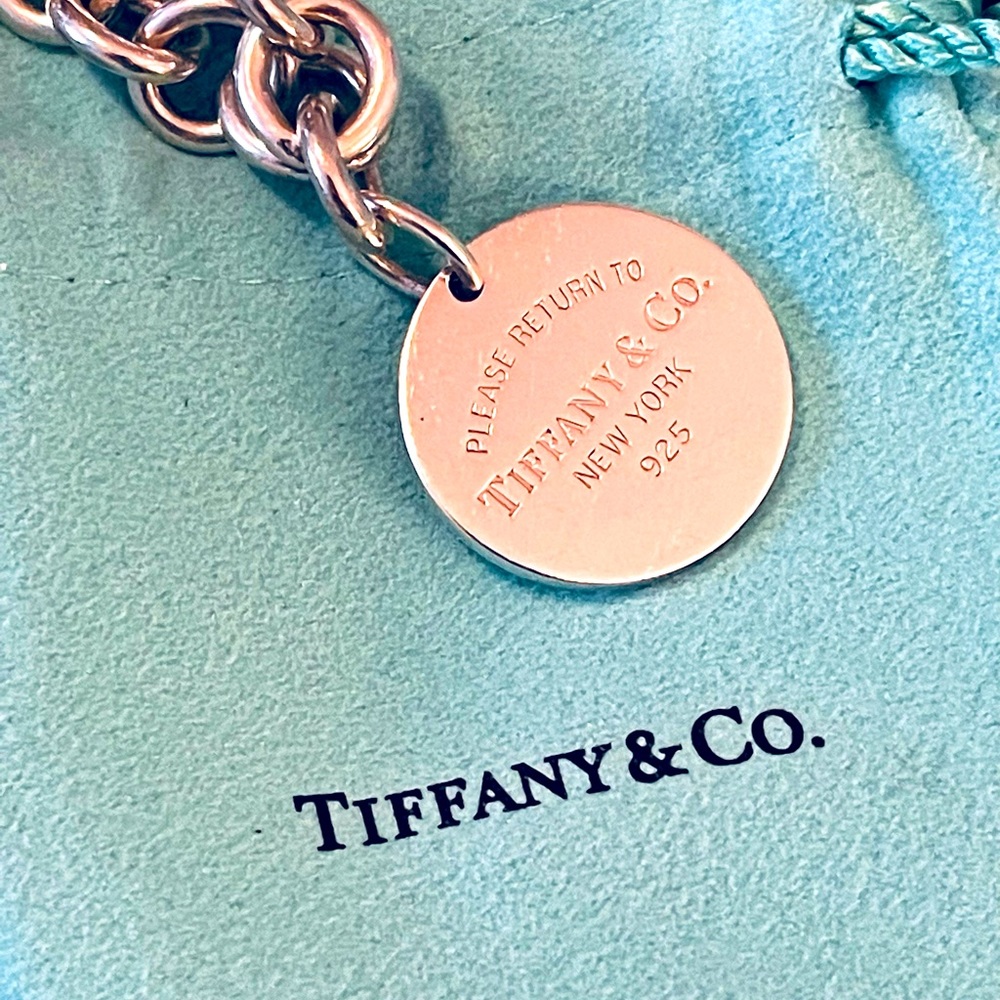 PLEASE RETURN TO
TIFFANY & CO.
NEW YORK
925
TIFFANY & CO.